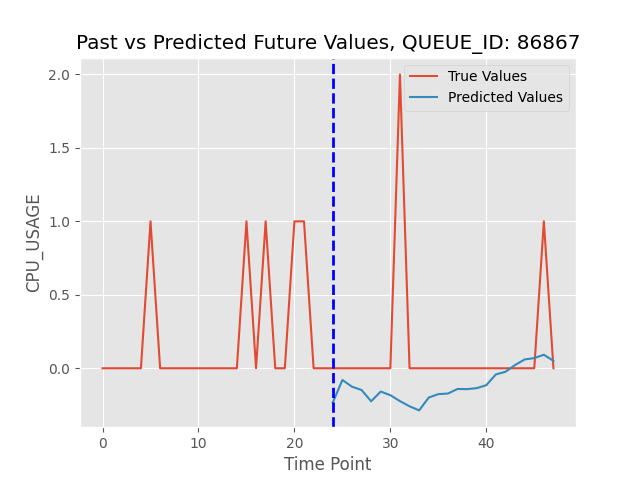 Past vs Predicted Future Values, QUEUE_ID: 86867
True Values
Predicted Values
2.0
1.5
1.0
0.5
0.0
CPU_USAGE
0 10 20 30 40
Time Point